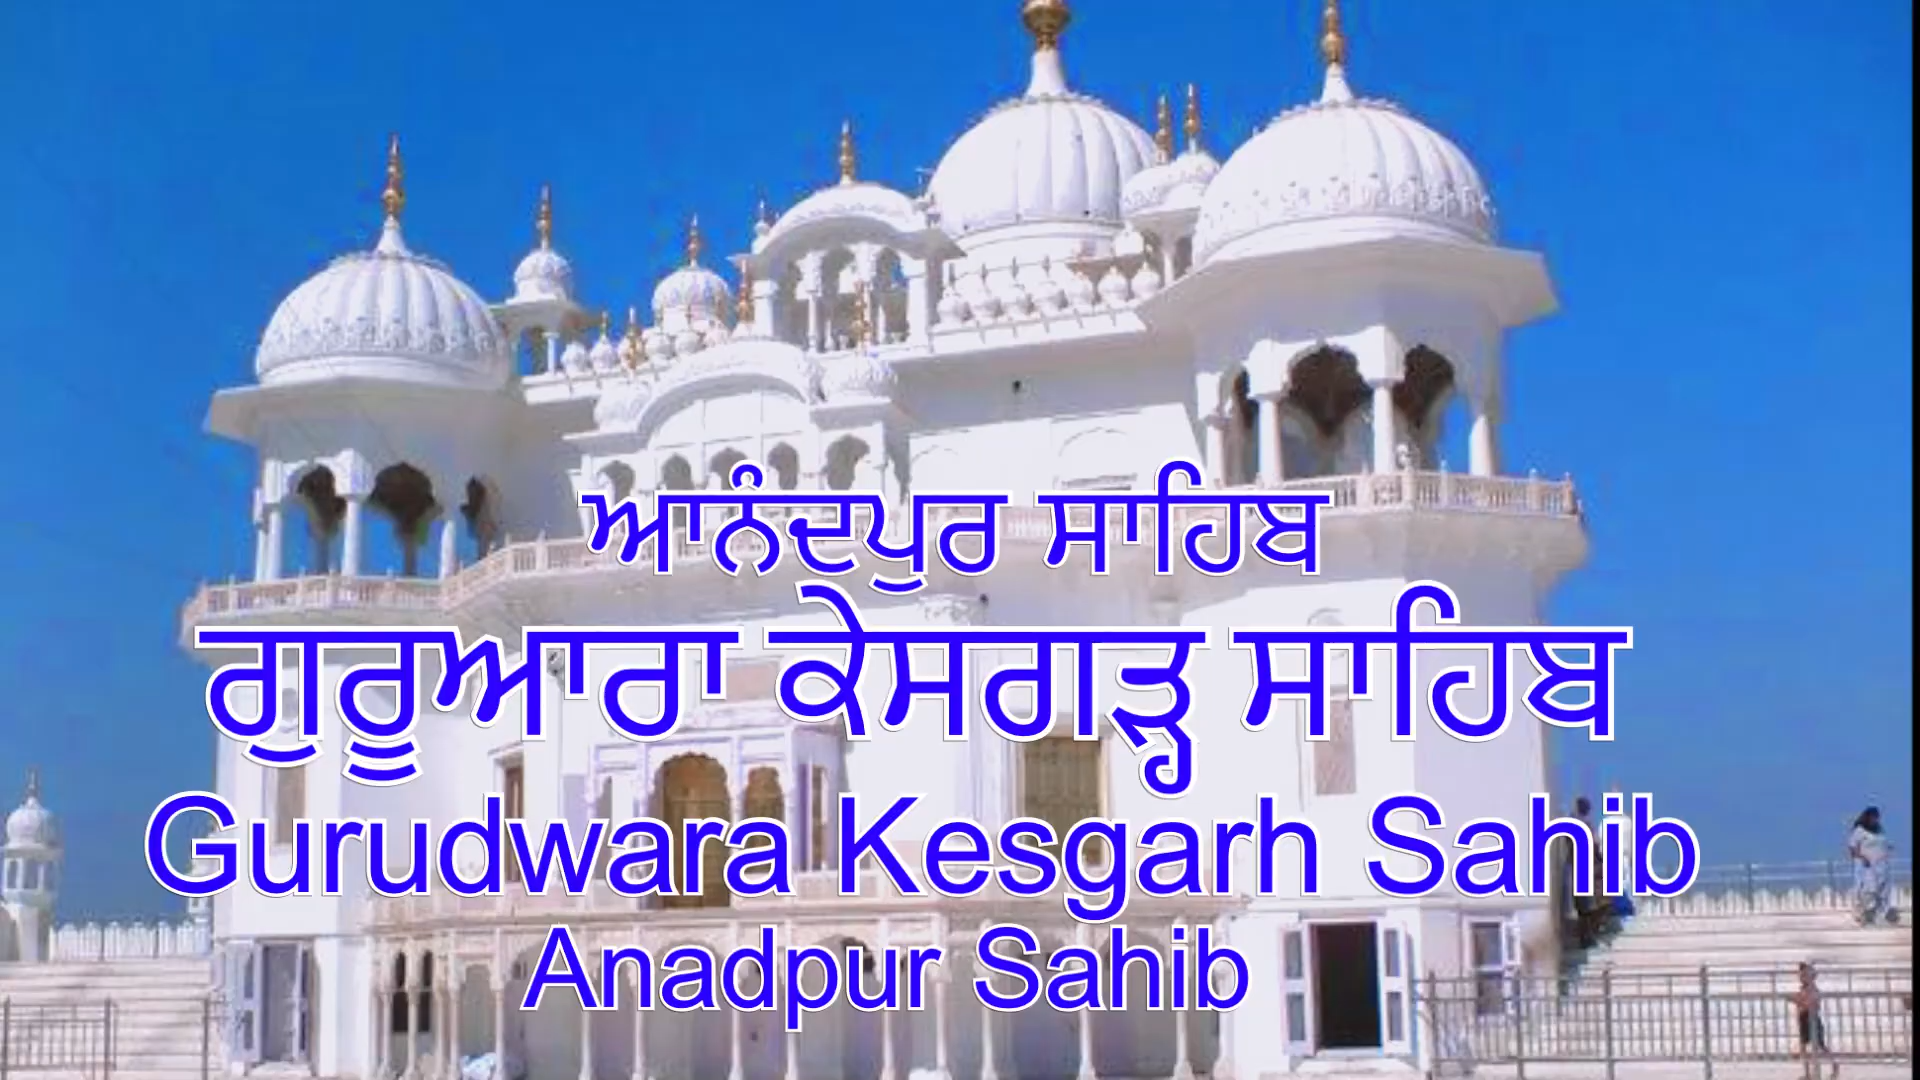 ਆਨੰਦਪੁਰ ਸਾਹਿਬ
ਗੁਰੂਆਰਾ ਕੇਸਗੜ੍ਹ ਸਾਹਿਬ
Gurudwara Kesgarh Sahib
Anadpur Sahib